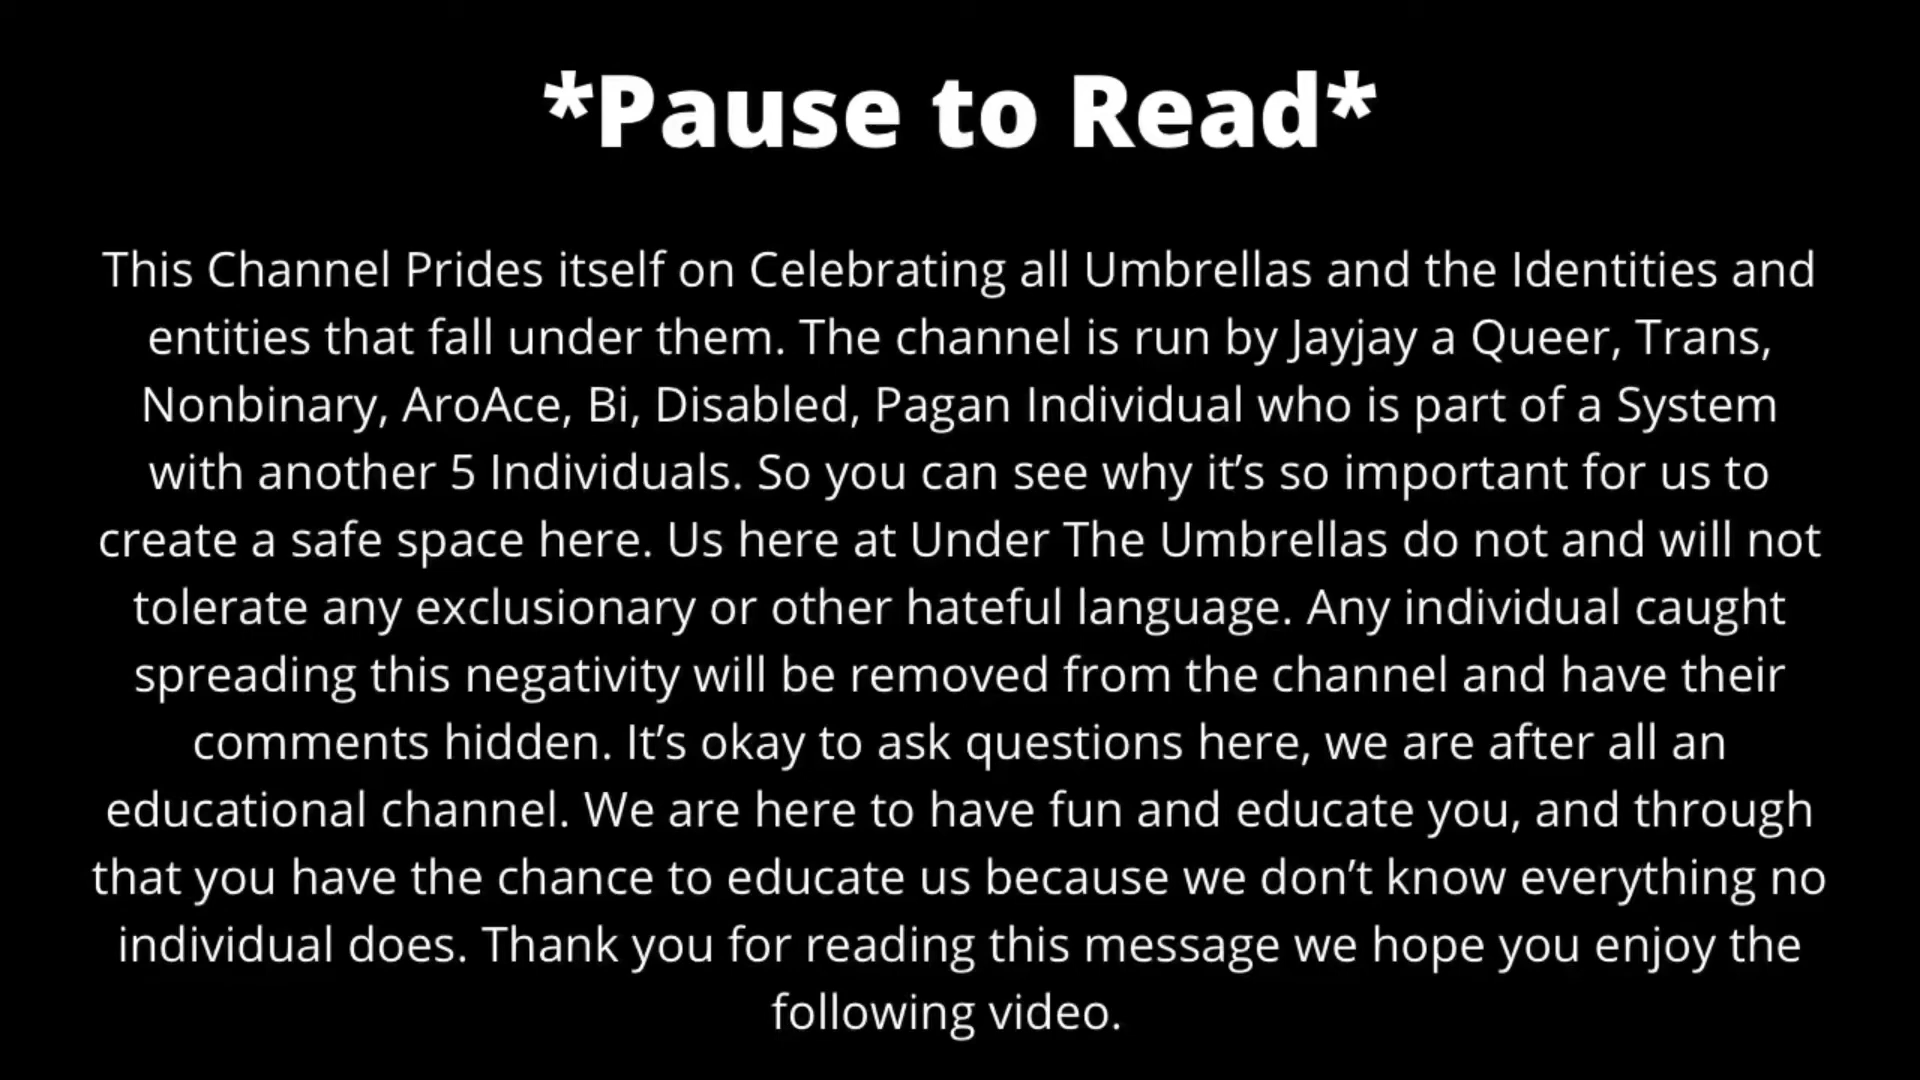 *Pause to Read*
This Channel Prides itself on Celebrating all Umbrellas and the Identities and
entities that fall under them. The channel is run by Jayjay a Queer, Trans,
Nonbinary, AroAce, Bi, Disabled, Pagan Individual who is part of a System
with another 5 Individuals. So you can see why it’s so important for us to
create a safe space here. Us here at Under The Umbrellas do not and will not
tolerate any exclusionary or other hateful language. Any individual caught
spreading this negativity will be removed from the channel and have their
comments hidden. It’s okay to ask questions here, we are after all an
educational channel. We are here to have fun and educate you, and through
that you have the chance to educate us because we don’t know everything no
individual does. Thank you for reading this message we hope you enjoy the
following video.